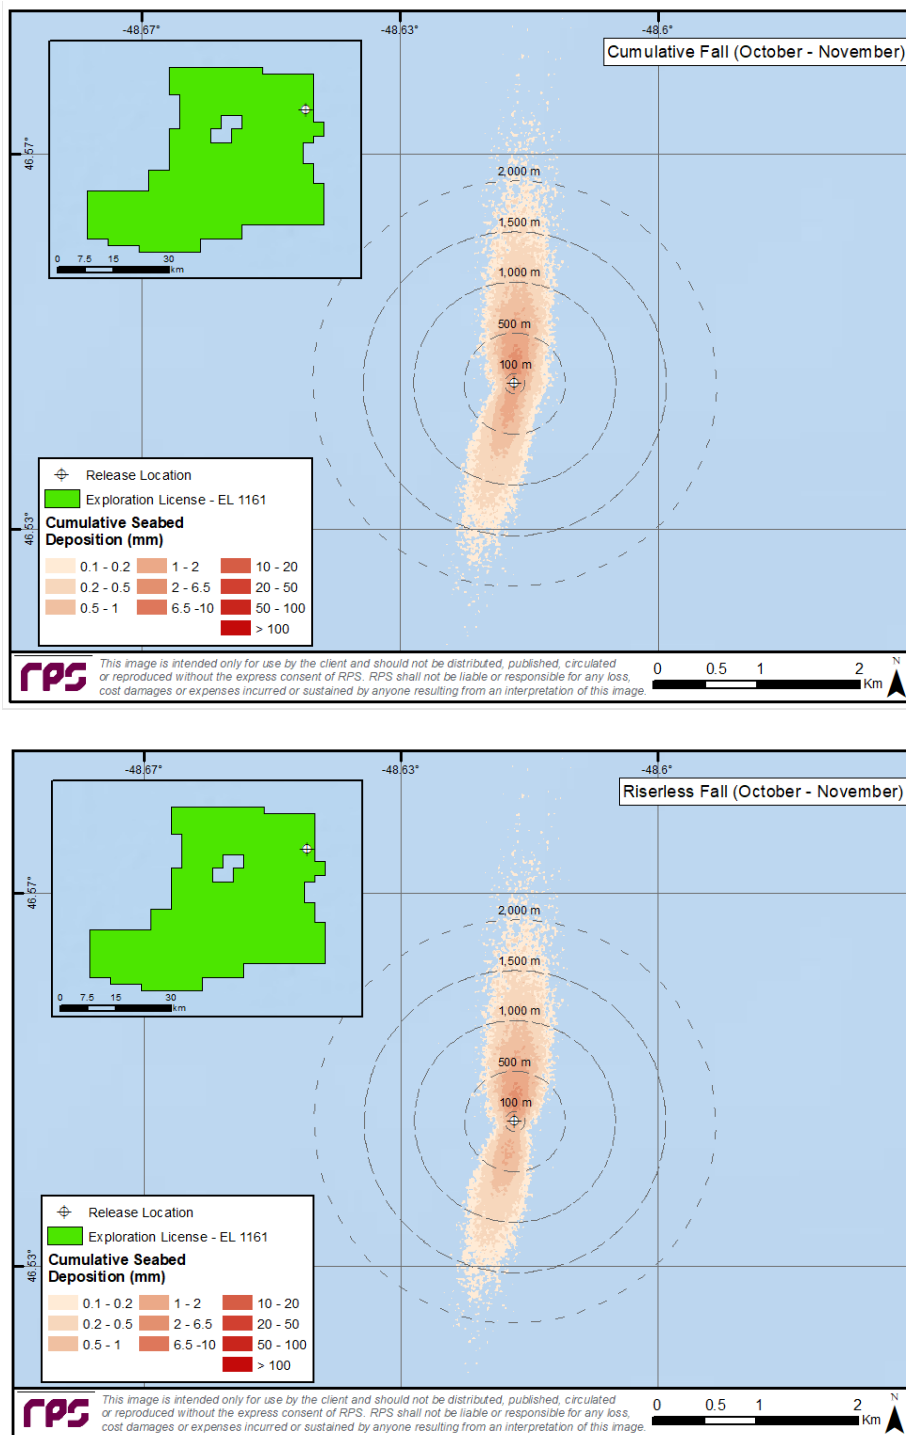 -48.67°
-48.63°
-48.6°
Cumulative Fall (October - November)
46.57°
2,000 m
1,500 m
1,000 m
500 m
100 m
0 7.5 15 30
km
46.53°
Release Location
Exploration License - EL 1161
Cumulative Seabed
Deposition (mm)
0.1 - 0.2 1 - 2 10 - 20
0.2 - 0.5 2 - 6.5 20 - 50
0.5 - 1 6.5 -10 50 - 100
> 100
rps
This image is intended only for use by the client and should not be distributed, published, circulated
or reproduced without the express consent of RPS. RPS shall not be liable or responsible for any loss,
cost damages or expenses incurred or sustained by anyone resulting from an interpretation of this image.
0 0.5 1 2
Km
N
-48.67°
-48.63°
-48.6°
Riserless Fall (October - November)
46.57°
2,000 m
1,500 m
1,000 m
500 m
100 m
0 7.5 15 30
km
46.53°
Release Location
Exploration License - EL 1161
Cumulative Seabed
Deposition (mm)
0.1 - 0.2 1 - 2 10 - 20
0.2 - 0.5 2 - 6.5 20 - 50
0.5 - 1 6.5 -10 50 - 100
> 100
rps
This image is intended only for use by the client and should not be distributed, published, circulated
or reproduced without the express consent of RPS. RPS shall not be liable or responsible for any loss,
cost damages or expenses incurred or sustained by anyone resulting from an interpretation of this image.
0 0.5 1 2
Km
N